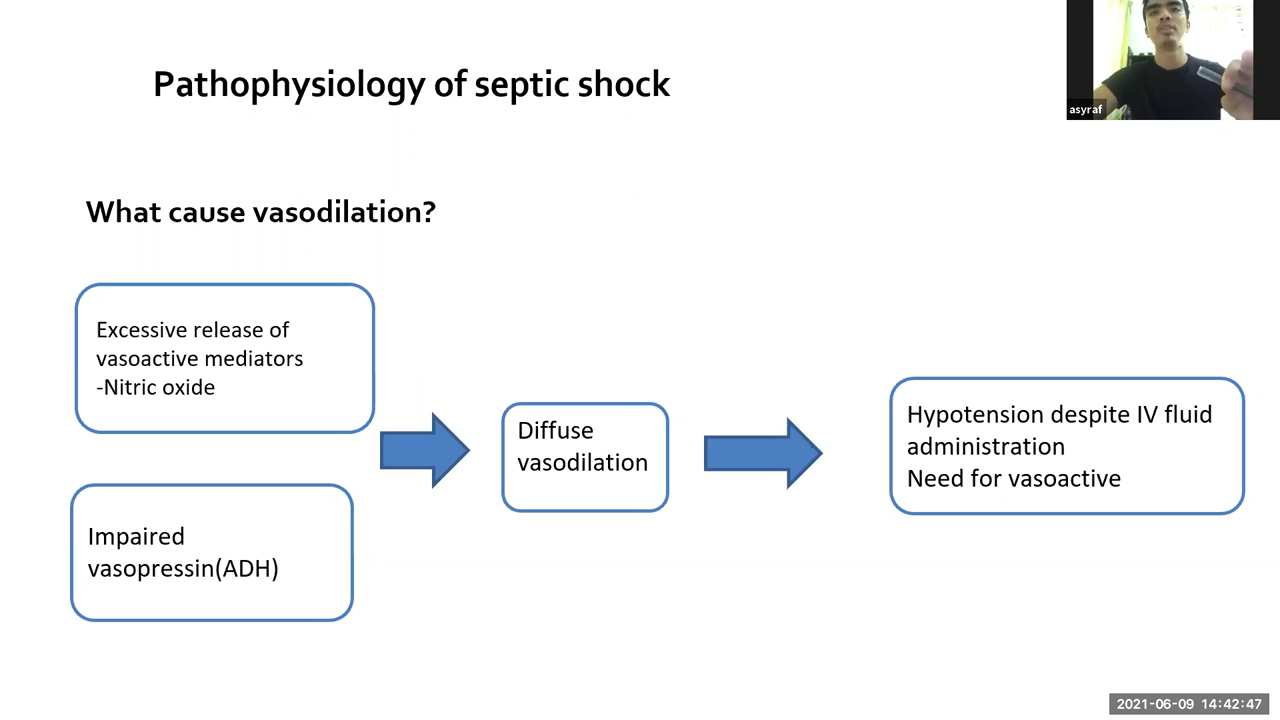 Pathophysiology of septic shock
asyraf
What cause vasodilation?
Excessive release of
vasoactive mediators
-Nitric oxide
Impaired
vasopressin(ADH)
Diffuse
vasodilation
Hypotension despite IV fluid
administration
Need for vasoactive
2021-06-09 14:42:47